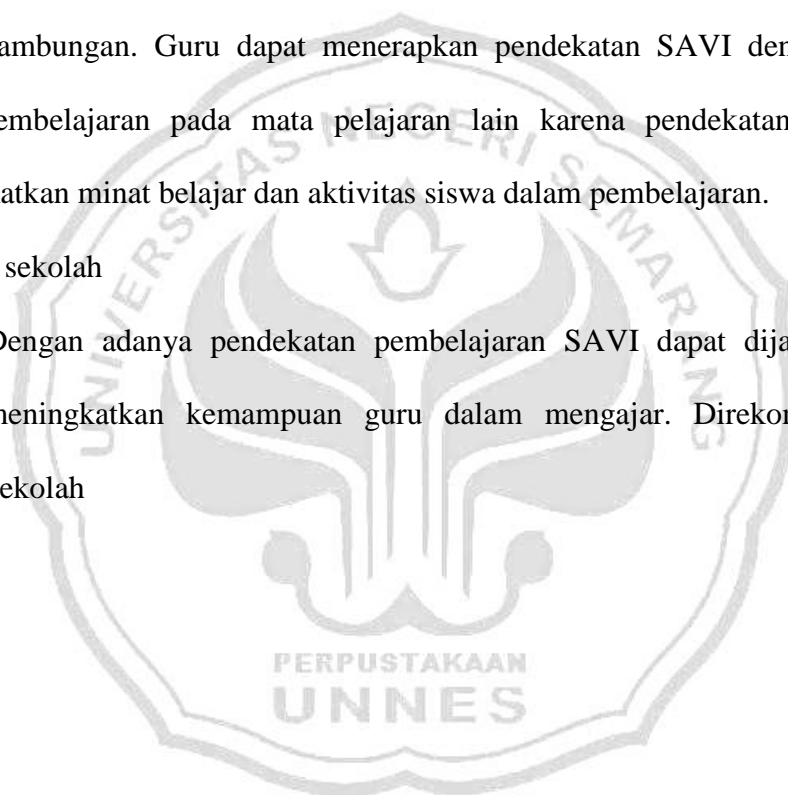 ambungan. Guru dapat menerapkan pendekatan SAVI den
embelajaran pada mata pelajaran lain karena pendekatan
atkan minat belajar dan aktivitas siswa dalam pembelajaran.
sekolah
Dengan adanya pendekatan pembelajaran SAVI dapat dija
meningkatkan kemampuan guru dalam mengajar. Direkor
ekolah
UNIVERSITAS NEGERI SEMARANG
PERPUSTAKAAN
UNNES